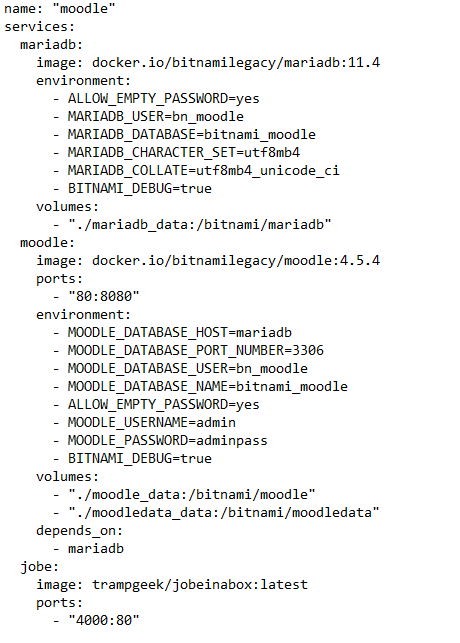 name: "moodle"
services:
  mariadb:
    image: docker.io/bitnamilegacy/mariadb:11.4
    environment:
      - ALLOW_EMPTY_PASSWORD=yes
      - MARIADB_USER=bn_moodle
      - MARIADB_DATABASE=bitnami_moodle
      - MARIADB_CHARACTER_SET=utf8mb4
      - MARIADB_COLLATE=utf8mb4_unicode_ci
      - BITNAMI_DEBUG=true
    volumes:
      - "./mariadb_data:/bitnami/mariadb"
  moodle:
    image: docker.io/bitnamilegacy/moodle:4.5.4
    ports:
      - "80:8080"
    environment:
      - MOODLE_DATABASE_HOST=mariadb
      - MOODLE_DATABASE_PORT_NUMBER=3306
      - MOODLE_DATABASE_USER=bn_moodle
      - MOODLE_DATABASE_NAME=bitnami_moodle
      - ALLOW_EMPTY_PASSWORD=yes
      - MOODLE_USERNAME=admin
      - MOODLE_PASSWORD=adminpass
      - BITNAMI_DEBUG=true
    volumes:
      - "./moodle_data:/bitnami/moodle"
      - "./moodledata_data:/bitnami/moodledata"
    depends_on:
      - mariadb
  jobe:
    image: trampgeek/jobeinabox:latest
    ports:
      - "4000:80"